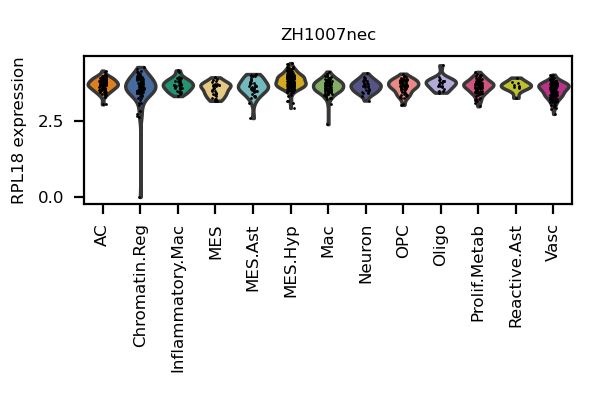 ZH1007nec
RPL18 expression
2.5
0.0
AC
Chromatin.Reg
Inflammatory.Mac
MES
MES.Ast
MES.Hyp
Mac
Neuron
OPC
Oligo
Prolif.Metab
Reactive.Ast
Vasc